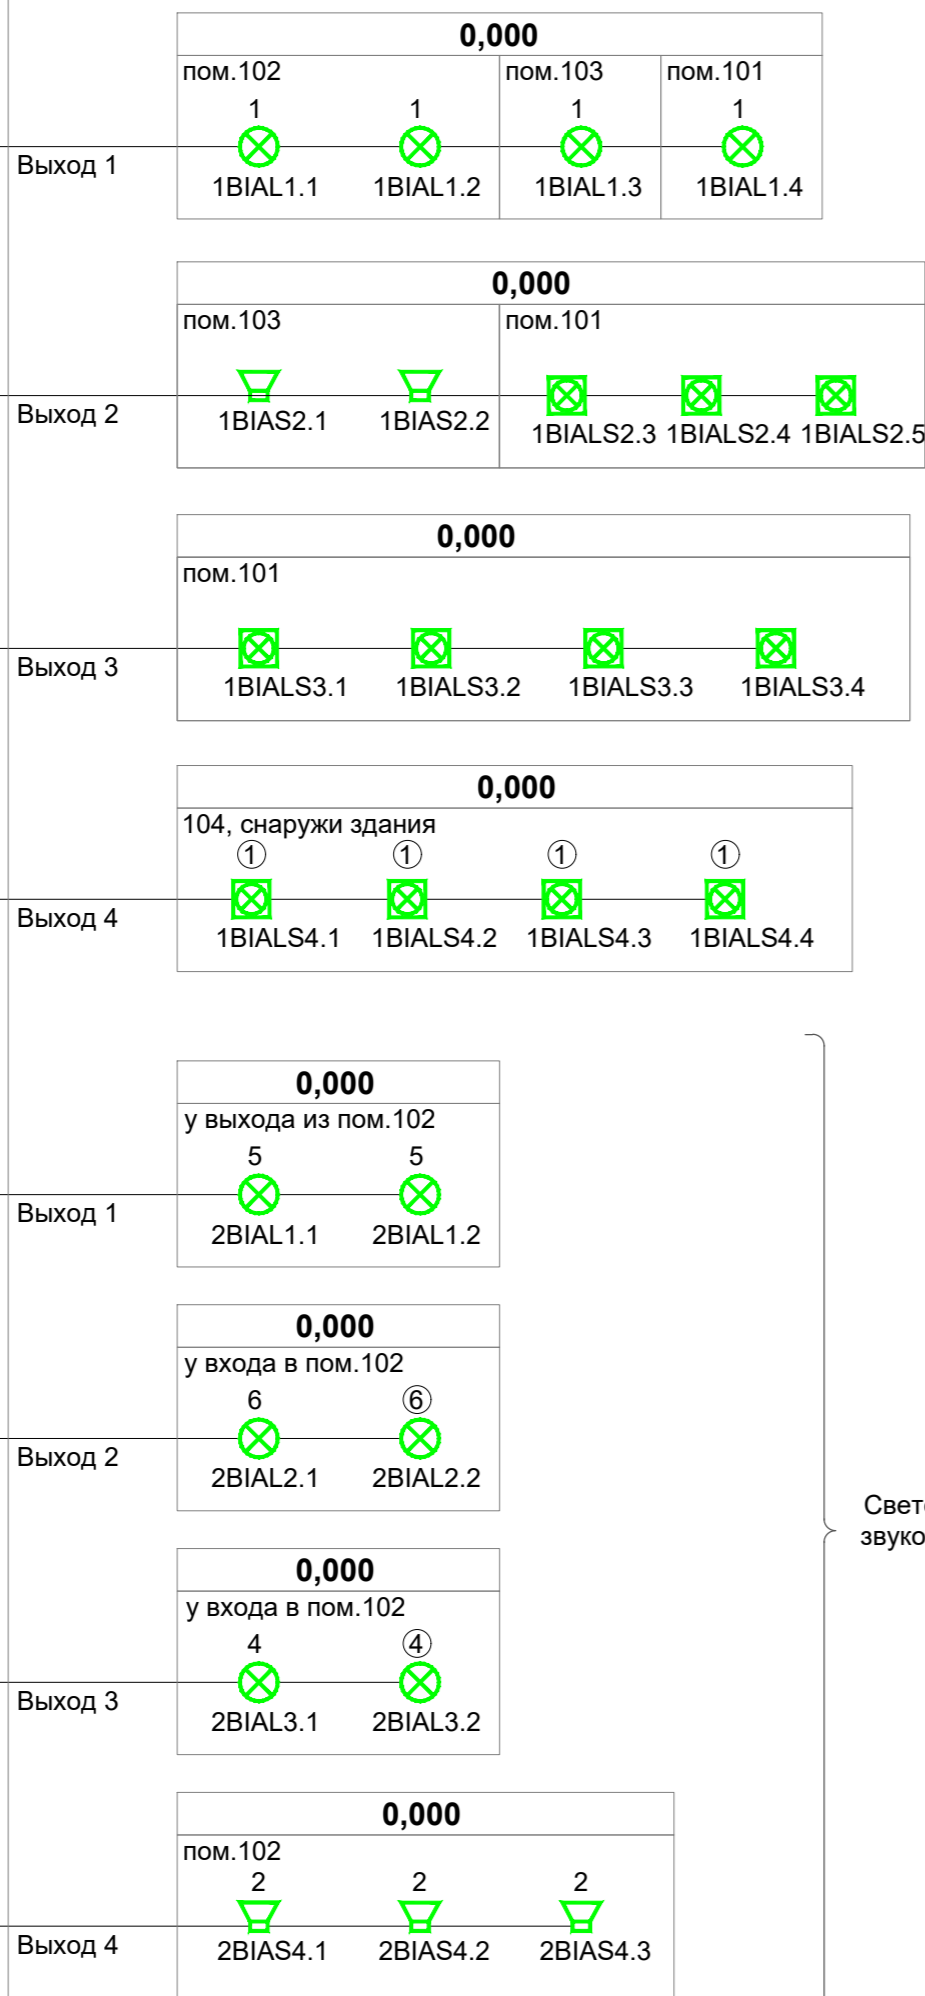 0,000
пом.102 пом.103 пом.101
1 1 1 1
Выход 1
1BIAL1.1 1BIAL1.2 1BIAL1.3 1BIAL1.4
0,000
пом.103 пом.101
Выход 2
1BIAS2.1 1BIAS2.2 1BIALS2.3 1BIALS2.4 1BIALS2.5
0,000
пом.101
Выход 3
1BIALS3.1 1BIALS3.2 1BIALS3.3 1BIALS3.4
0,000
104, снаружи здания
1 1 1 1
Выход 4
1BIALS4.1 1BIALS4.2 1BIALS4.3 1BIALS4.4
0,000
у выхода из пом.102
5 5
Выход 1
2BIAL1.1 2BIAL1.2
0,000
у входа в пом.102
6 6
Выход 2
2BIAL2.1 2BIAL2.2
0,000
у входа в пом.102
4 4
Выход 3
2BIAL3.1 2BIAL3.2
0,000
пом.102
2 2 2
Выход 4
2BIAS4.1 2BIAS4.2 2BIAS4.3